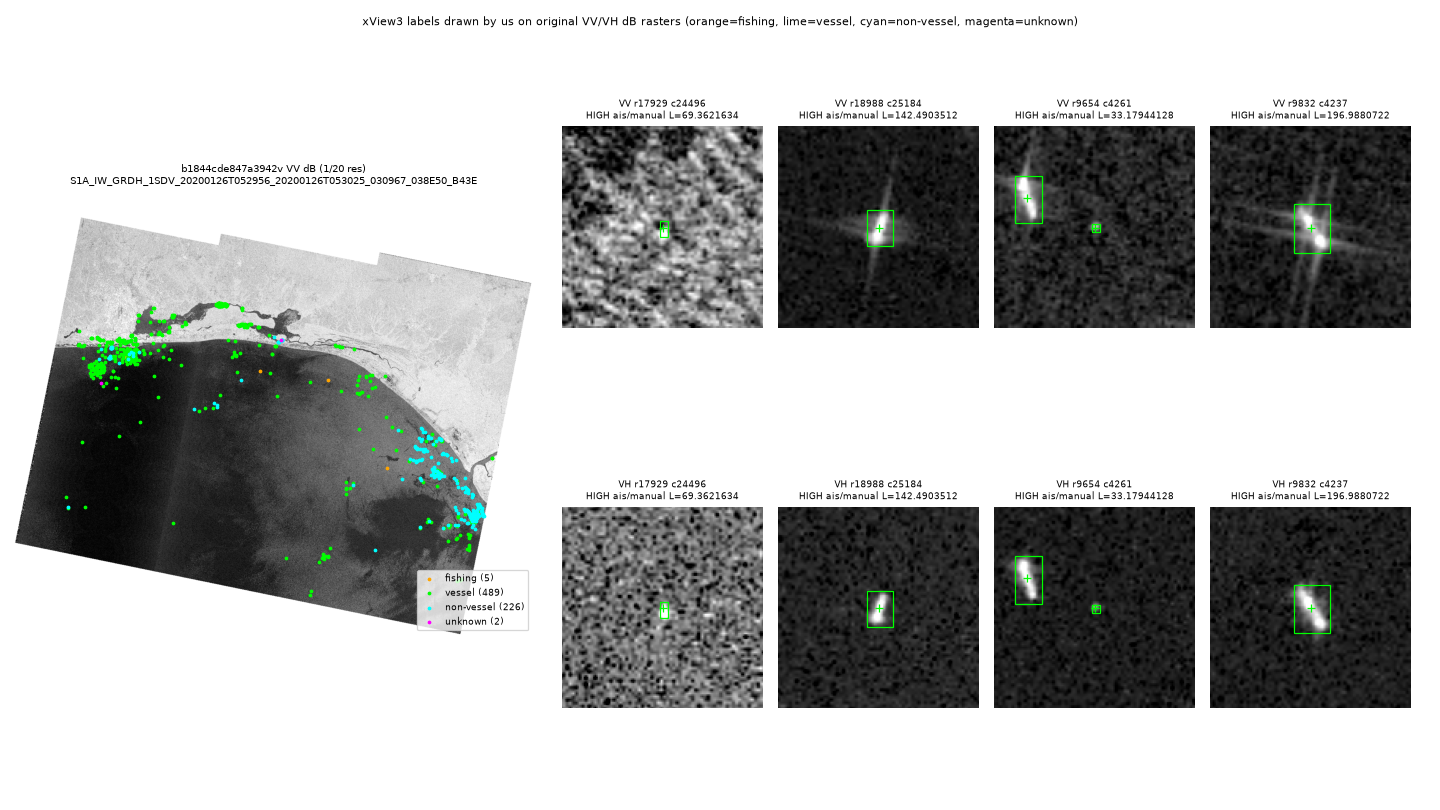 xView3 labels drawn by us on original VV/VH dB rasters (orange=fishing, lime=vessel, cyan=non-vessel, magenta=unknown)
b1844cde847a3942v VV dB (1/20 res)
S1A_IW_GRDH_1SDV_20200126T052956_20200126T053025_030967_038E50_B43E
fishing (5)
vessel (489)
non-vessel (226)
unknown (2)
VV r17929 c24496
HIGH ais/manual L=69.3621634
VV r18988 c25184
HIGH ais/manual L=142.4903512
VV r9654 c4261
HIGH ais/manual L=33.17944128
VV r9832 c4237
HIGH ais/manual L=196.9880722
VH r17929 c24496
HIGH ais/manual L=69.3621634
VH r18988 c25184
HIGH ais/manual L=142.4903512
VH r9654 c4261
HIGH ais/manual L=33.17944128
VH r9832 c4237
HIGH ais/manual L=196.9880722